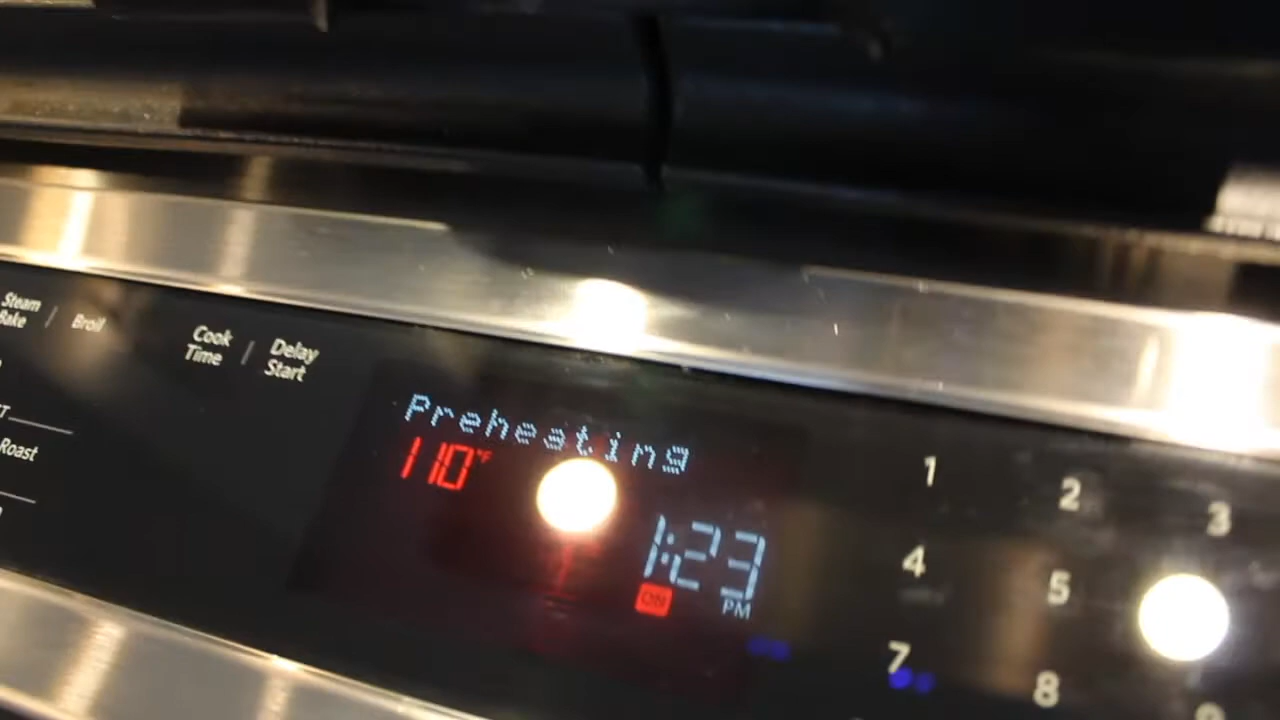 Steam
Bake / Broil
Cook
Time / Delay
Start
Roast
Preheating
110°F
1:23
ON PM
1 2 3
4 5
7 8